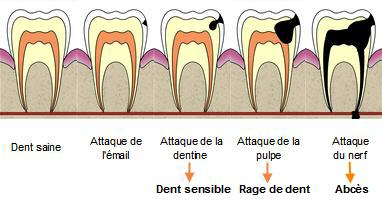 Dent saine
Attaque de
l'émail
Attaque de la
dentine
Attaque de la
pulpe
Attaque
du nerf
Dent sensible
Rage de dent
Abcès